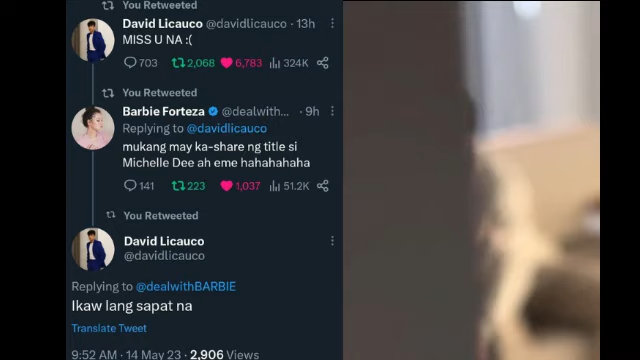 You Retweeted
David Licauco @davidlicauco · 13h
MISS U NA :(
703 2,068 6,783 324K
You Retweeted
Barbie Forteza @dealwith... · 9h
Replying to @davidlicauco
mukang may ka-share ng title si
Michelle Dee ah eme hahahahaha
141 223 1,037 51.2K
You Retweeted
David Licauco
@davidlicauco
Replying to @dealwithBARBIE
Ikaw lang sapat na
Translate Tweet
9:52 AM · 14 May 23 · 2,906 Views